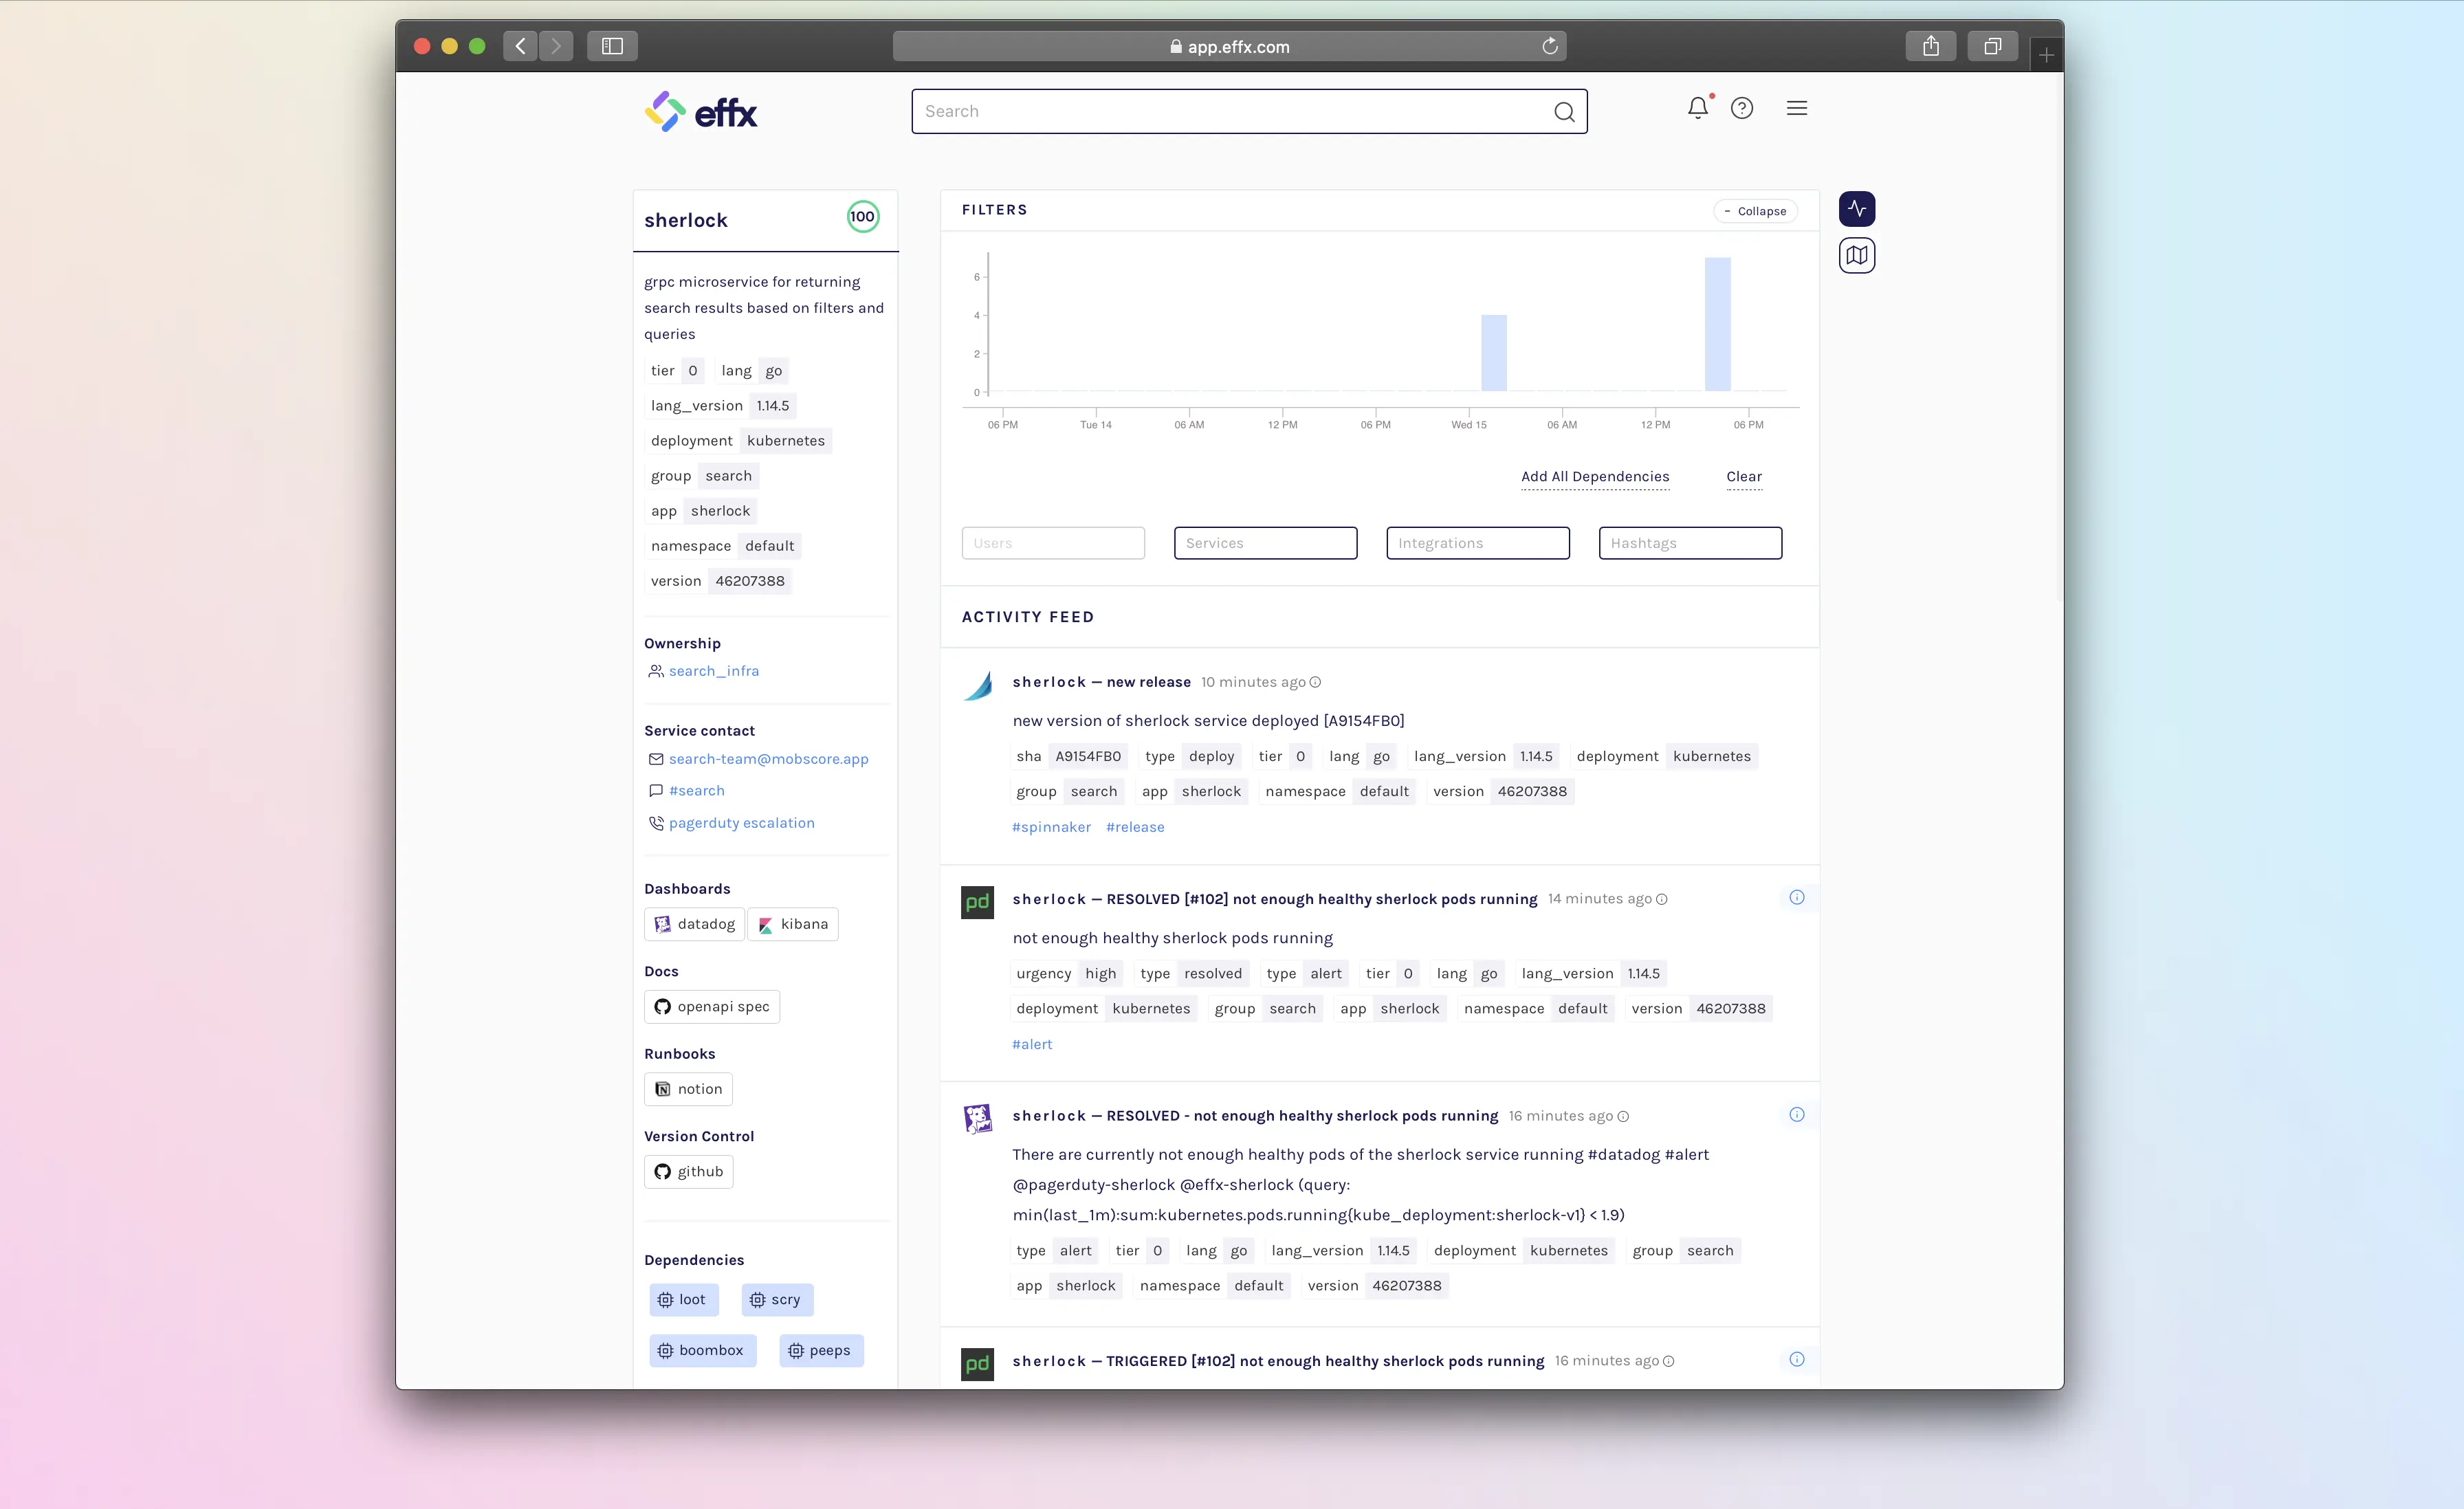 app.effx.com
effx
Search
sherlock
100
grpc microservice for returning
search results based on filters and
queries
tier 0 lang go
lang_version 1.14.5
deployment kubernetes
group search
app sherlock
namespace default
version 46207388
Ownership
search_infra
Service contact
search-team@mobscore.app
#search
pagerduty escalation
Dashboards
datadog kibana
Docs
openapi spec
Runbooks
notion
Version Control
github
Dependencies
loot scry
boombox peeps
FILTERS
- Collapse
6
4
2
0
06 PM Tue 14 06 AM 12 PM 06 PM Wed 15 06 AM 12 PM 06 PM
Add All Dependencies Clear
Users Services Integrations Hashtags
ACTIVITY FEED
sherlock — new release 10 minutes ago
new version of sherlock service deployed [A9154FB0]
sha A9154FB0 type deploy tier 0 lang go lang_version 1.14.5 deployment kubernetes
group search app sherlock namespace default version 46207388
#spinnaker #release
pd
sherlock — RESOLVED [#102] not enough healthy sherlock pods running 14 minutes ago
not enough healthy sherlock pods running
urgency high type resolved type alert tier 0 lang go lang_version 1.14.5
deployment kubernetes group search app sherlock namespace default version 46207388
#alert
sherlock — RESOLVED - not enough healthy sherlock pods running 16 minutes ago
There are currently not enough healthy pods of the sherlock service running #datadog #alert
@pagerduty-sherlock @effx-sherlock (query:
min(last_1m):sum:kubernetes.pods.running{kube_deployment:sherlock-v1} < 1.9)
type alert tier 0 lang go lang_version 1.14.5 deployment kubernetes group search
app sherlock namespace default version 46207388
pd
sherlock — TRIGGERED [#102] not enough healthy sherlock pods running 16 minutes ago